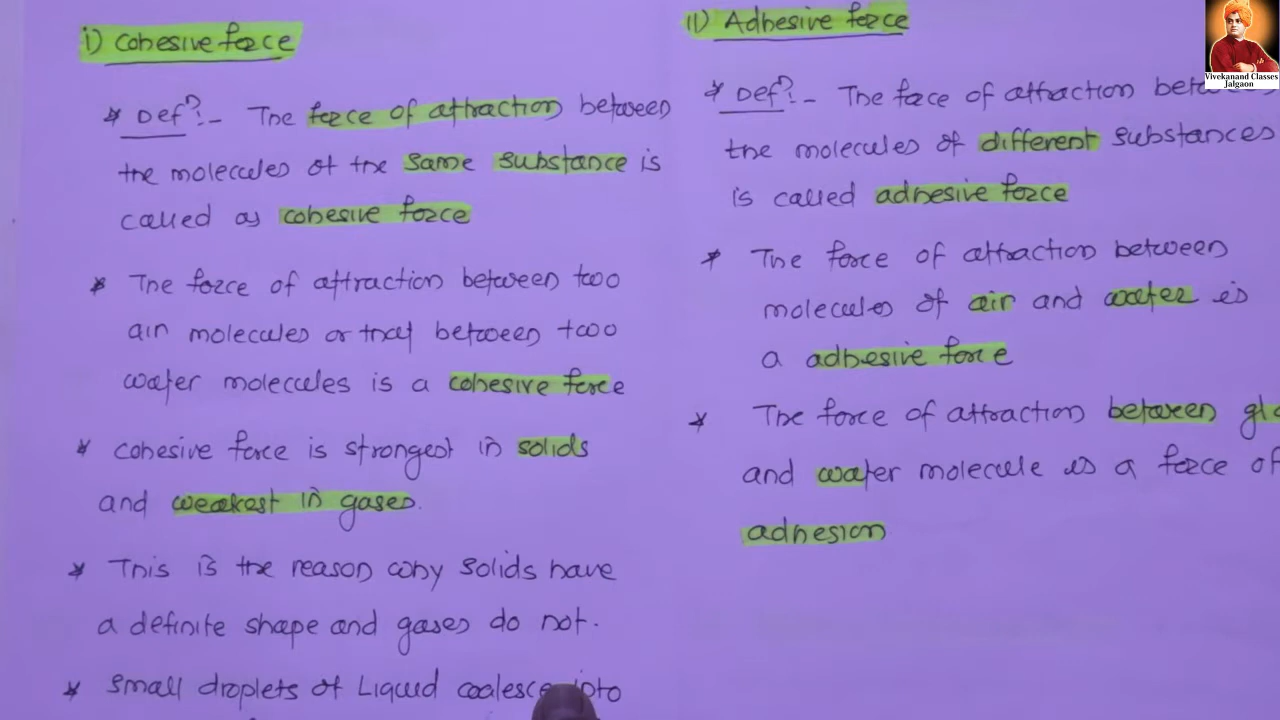 i) Cohesive force
* Defn:- The force of attraction between
the molecules of the same substance is
called as cohesive force
* The force of attraction between two
air molecules or that between two
water molecules is a cohesive force
* cohesive force is strongest in solids
and weakest in gases.
* This is the reason why solids have
a definite shape and gases do not.
* Small droplets of Liquid coalesce into
II) Adhesive force
* Defn:- The force of attraction
the molecules of different substances
is called adhesive force
* The force of attraction between
molecules of air and water is
a adhesive force
* The force of attraction between
and water molecule is a force of
adhesion
Vivekanand Classes
Jalgaon